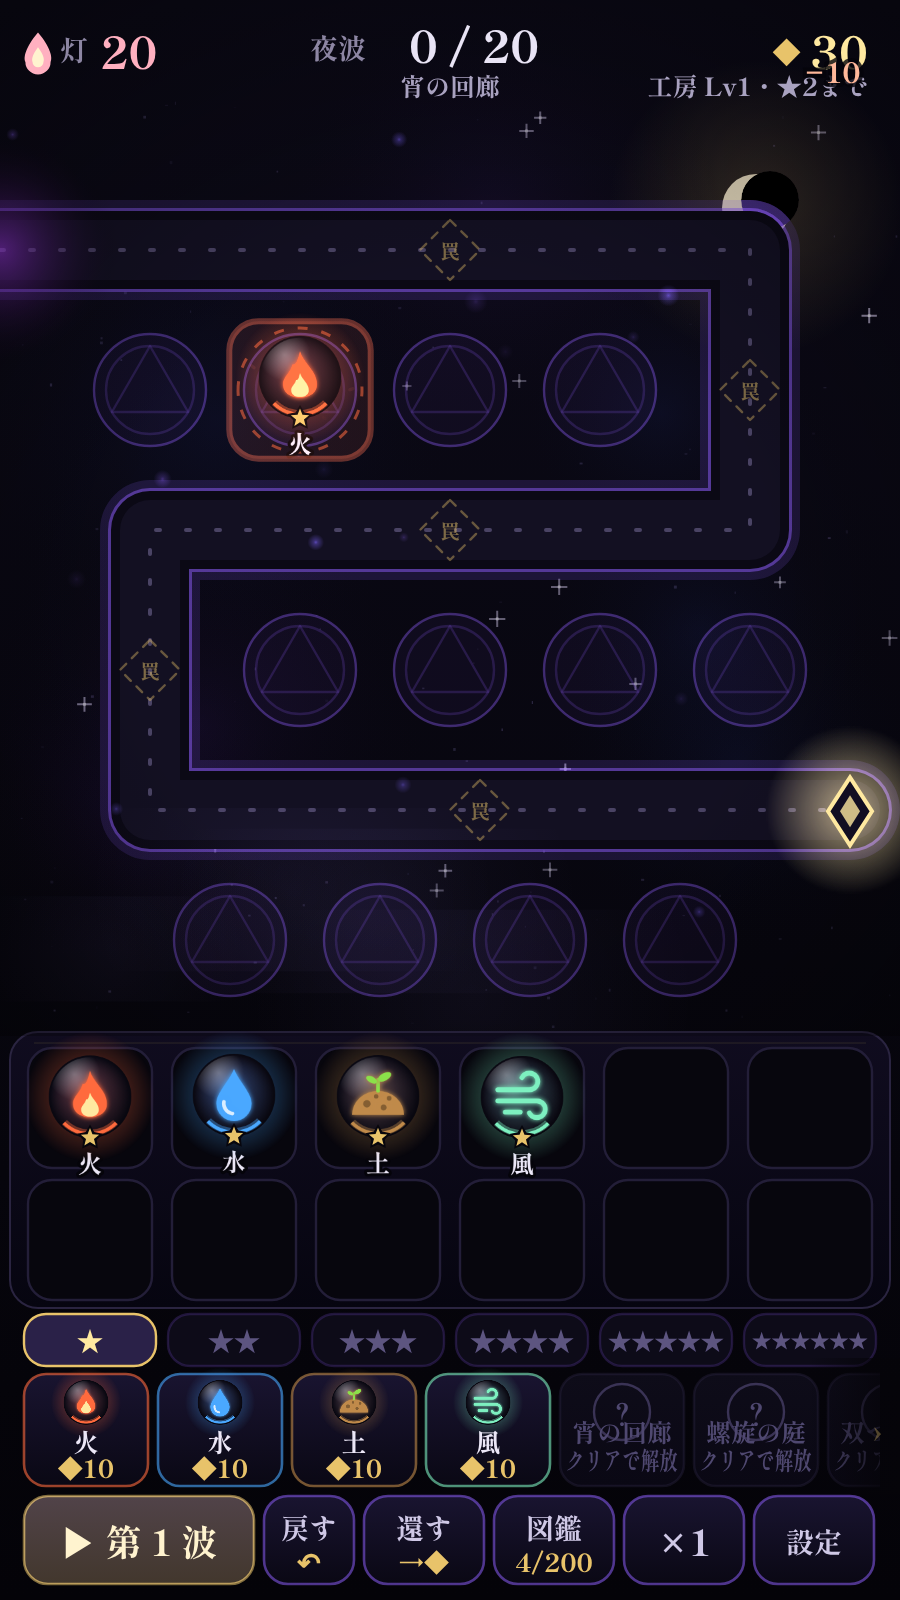 灯 20
夜波 0 / 20
◆ 30
−10
宵の回廊
工房 Lv1・★2まで
罠
罠
火
罠
罠
罠
火 水 土 風
★ ★★ ★★★ ★★★★ ★★★★★ ★★★★★★
火 水 土 風
◆10 ◆10 ◆10 ◆10
? ?
宵の回廊 螺旋の庭 双
クリアで解放 クリアで解放 クリ
▶ 第 1 波
戻す
↶
還す
→◆
図鑑
4/200
×1
設定